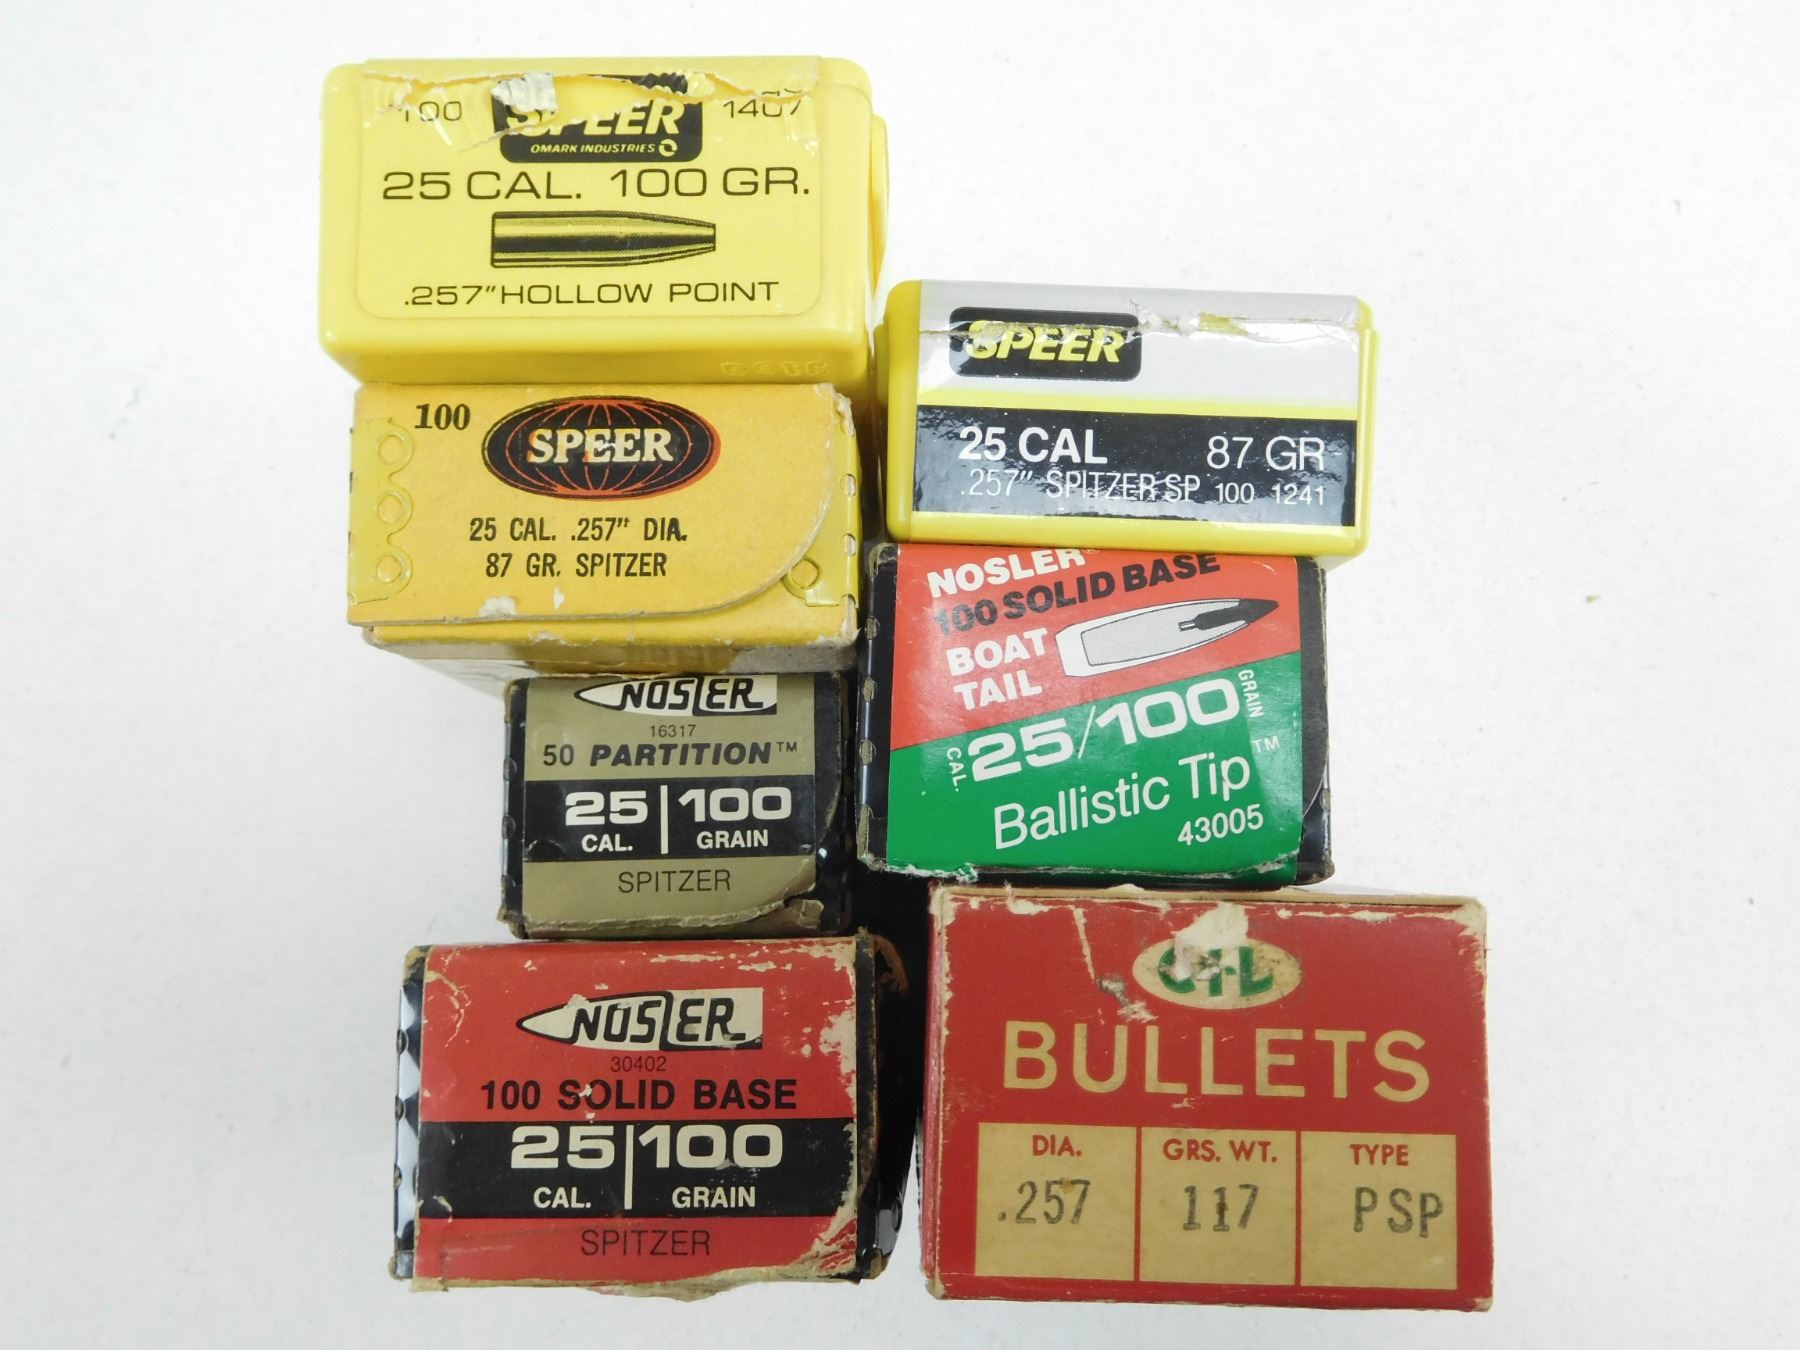 100 SPEER 1407
OMARK INDUSTRIES
25 CAL. 100 GR.
.257" HOLLOW POINT
100 SPEER
25 CAL. .257" DIA.
87 GR. SPITZER
NOSLER
16317
50 PARTITION™
25 | 100
CAL. GRAIN
SPITZER
NOSLER
30402
100 SOLID BASE
25 | 100
CAL. GRAIN
SPITZER
SPEER
25 CAL 87 GR
.257" SPITZER SP 100 1241
NOSLER®
100 SOLID BASE
BOAT
TAIL
CAL. 25/100 GRAIN
Ballistic Tip™
43005
C-I-L
BULLETS
DIA. GRS. WT. TYPE
.257 117 PSP